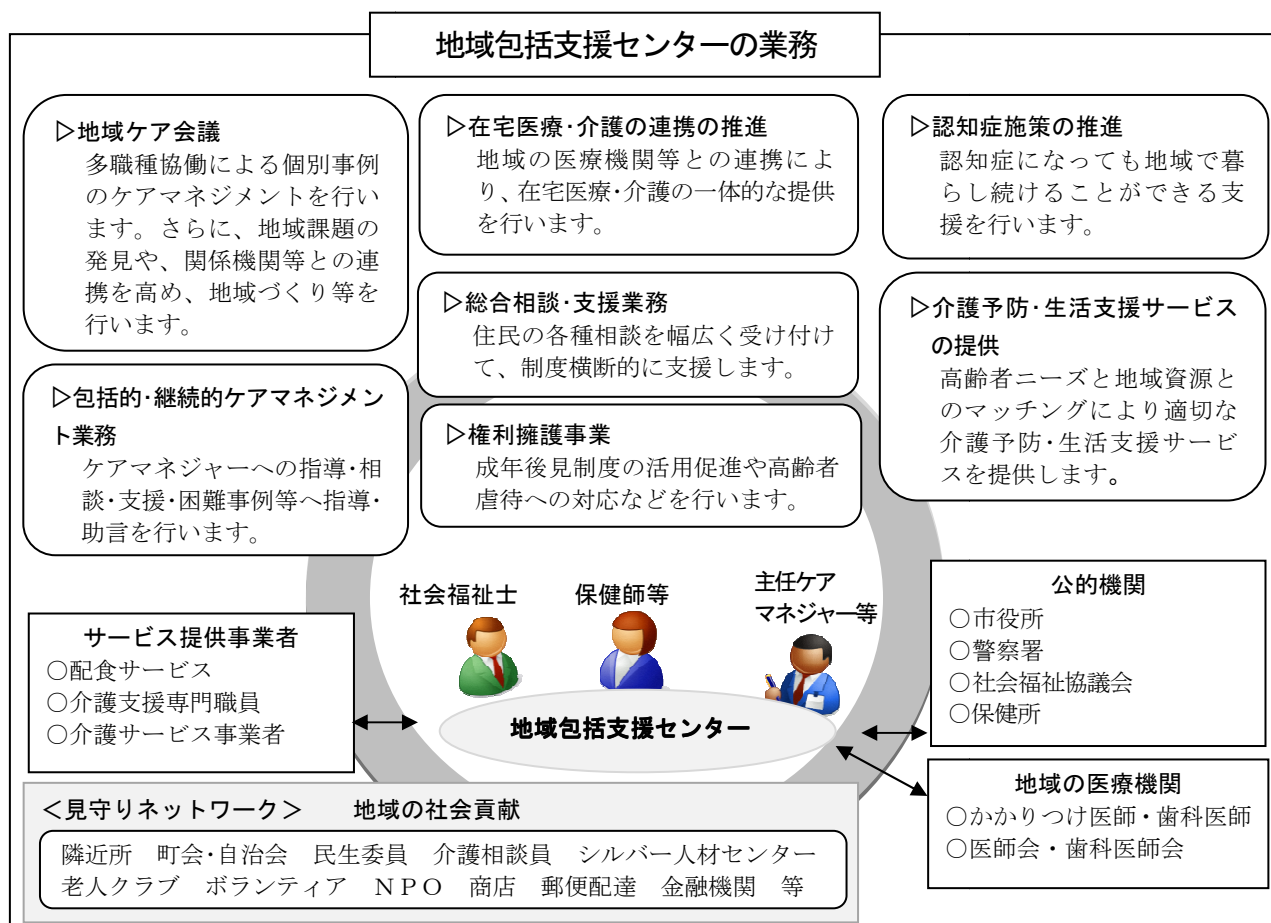 地域包括支援センターの業務
▷地域ケア会議
多職種協働による個別事例
のケアマネジメントを行い
ます。さらに、地域課題の
発見や、関係機関等との連
携を高め、地域づくり等を
行います。
▷在宅医療･介護の連携の推進
地域の医療機関等との連携によ
り、在宅医療･介護の一体的な提供
を行います。
▷認知症施策の推進
認知症になっても地域で暮
らし続けることができる支
援を行います。
▷総合相談･支援業務
住民の各種相談を幅広く受け付け
て、制度横断的に支援します。
▷介護予防･生活支援サービス
の提供
高齢者ニーズと地域資源と
のマッチングにより適切な
介護予防･生活支援サービ
スを提供します。
▷包括的･継続的ケアマネジメン
ト業務
ケアマネジャーへの指導･相
談･支援･困難事例等へ指導･
助言を行います。
▷権利擁護事業
成年後見制度の活用促進や高齢者
虐待への対応などを行います。
社会福祉士
保健師等
主任ケア
マネジャー等
サービス提供事業者
○配食サービス
○介護支援専門職員
○介護サービス事業者
地域包括支援センター
公的機関
○市役所
○警察署
○社会福祉協議会
○保健所
地域の医療機関
○かかりつけ医師・歯科医師
○医師会・歯科医師会
＜見守りネットワーク＞　地域の社会貢献
隣近所　町会･自治会　民生委員　介護相談員　シルバー人材センター
老人クラブ　ボランティア　ＮＰＯ　商店　郵便配達　金融機関　等